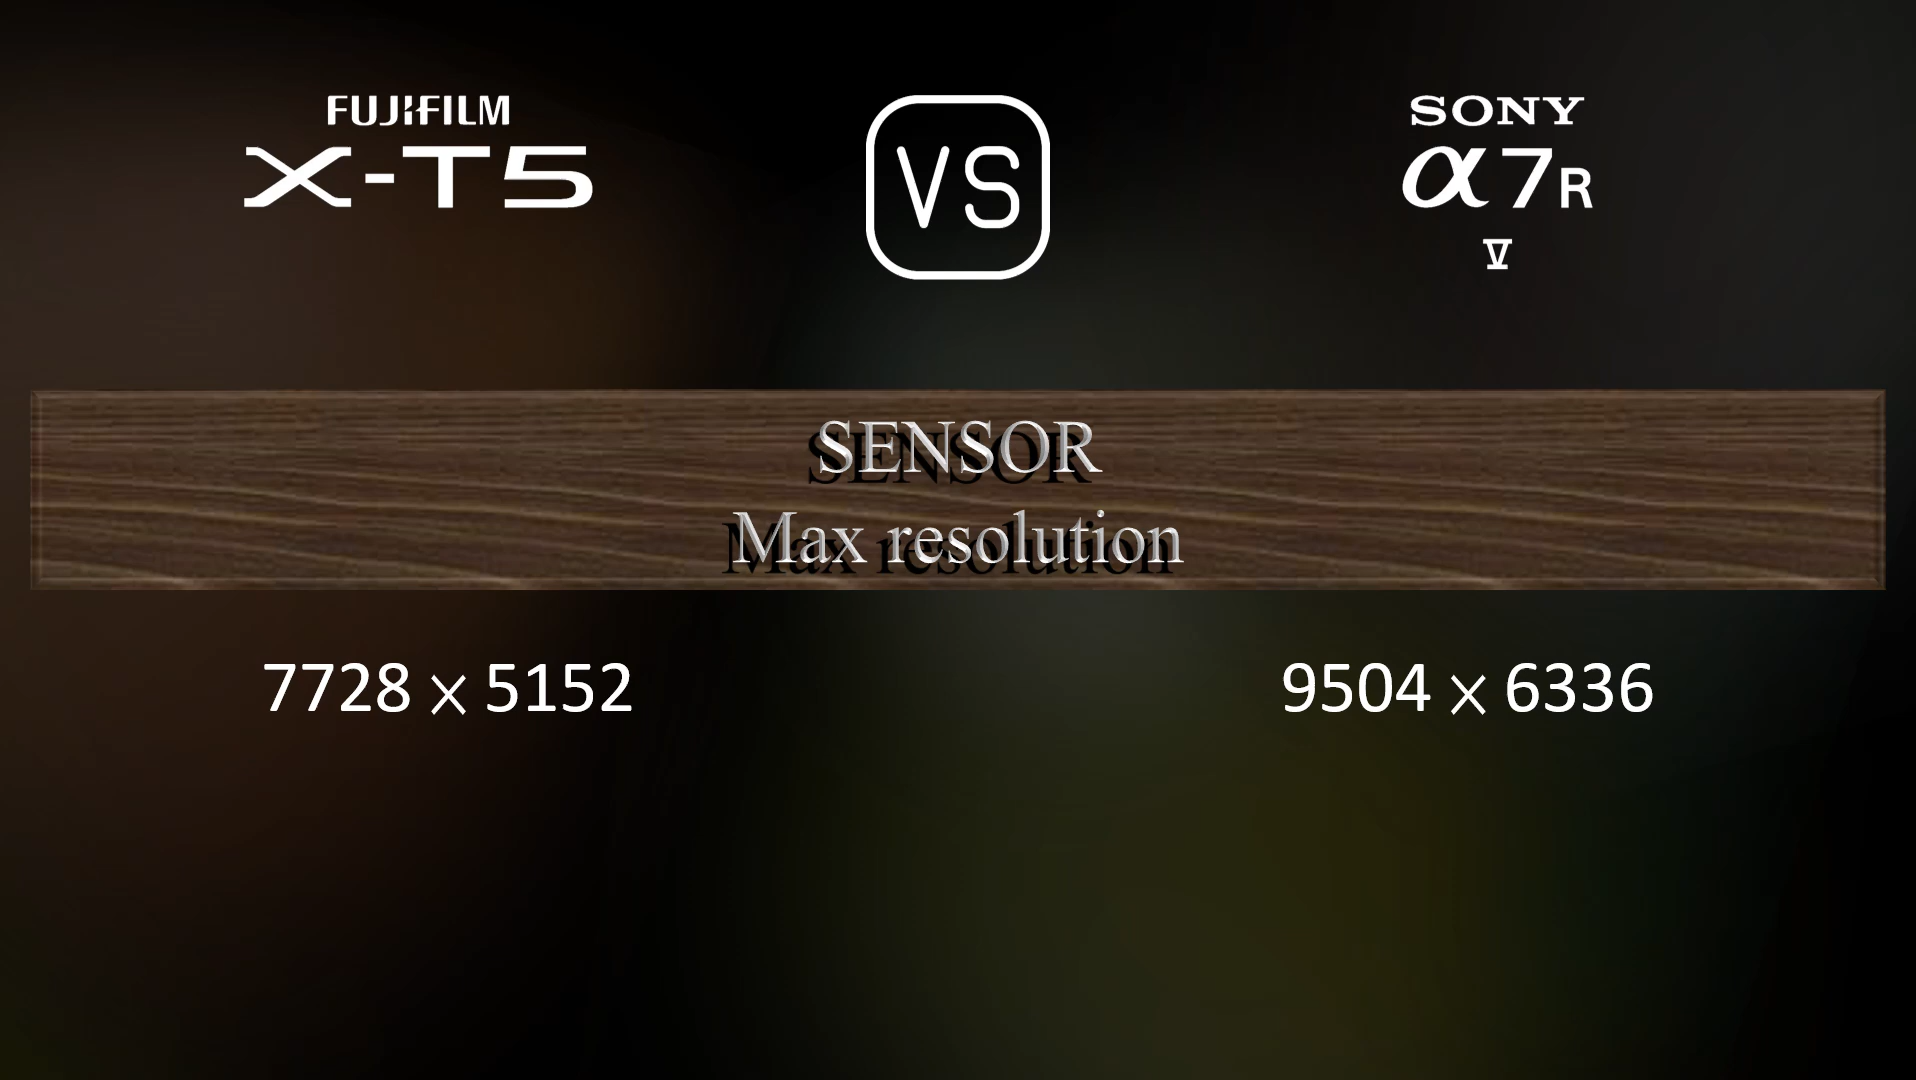 FUJIFILM
X-T5
VS
SONY
α7R
V
SENSOR
Max resolution
7728 x 5152
9504 x 6336